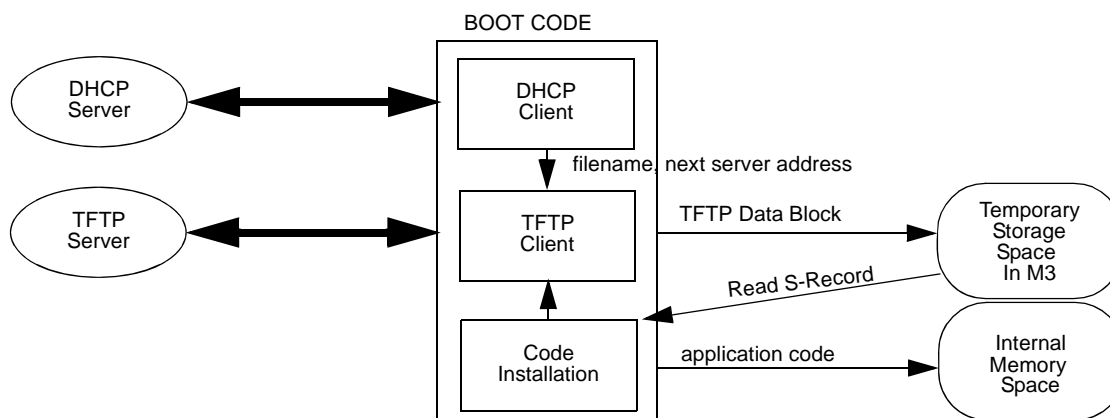 BOOT CODE
DHCP
Server
DHCP
Client
filename, next server address
TFTP
Server
TFTP
Client
TFTP Data Block
Temporary
Storage
Space
In M3
Read S-Record
Code
Installation
application code
Internal
Memory
Space